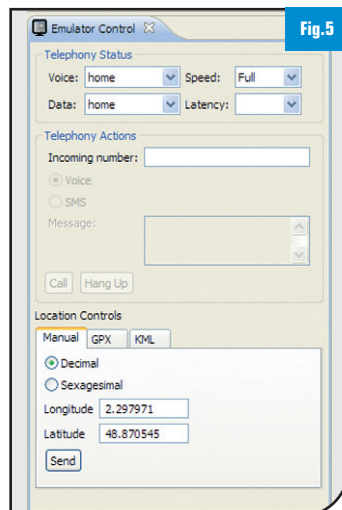 Emulator Control
Fig.5
Telephony Status
Voice: home Speed: Full
Data: home Latency:
Telephony Actions
Incoming number:
Voice
SMS
Message:
Call Hang Up
Location Controls
Manual GPX KML
Decimal
Sexagesimal
Longitude 2.297971
Latitude 48.870545
Send